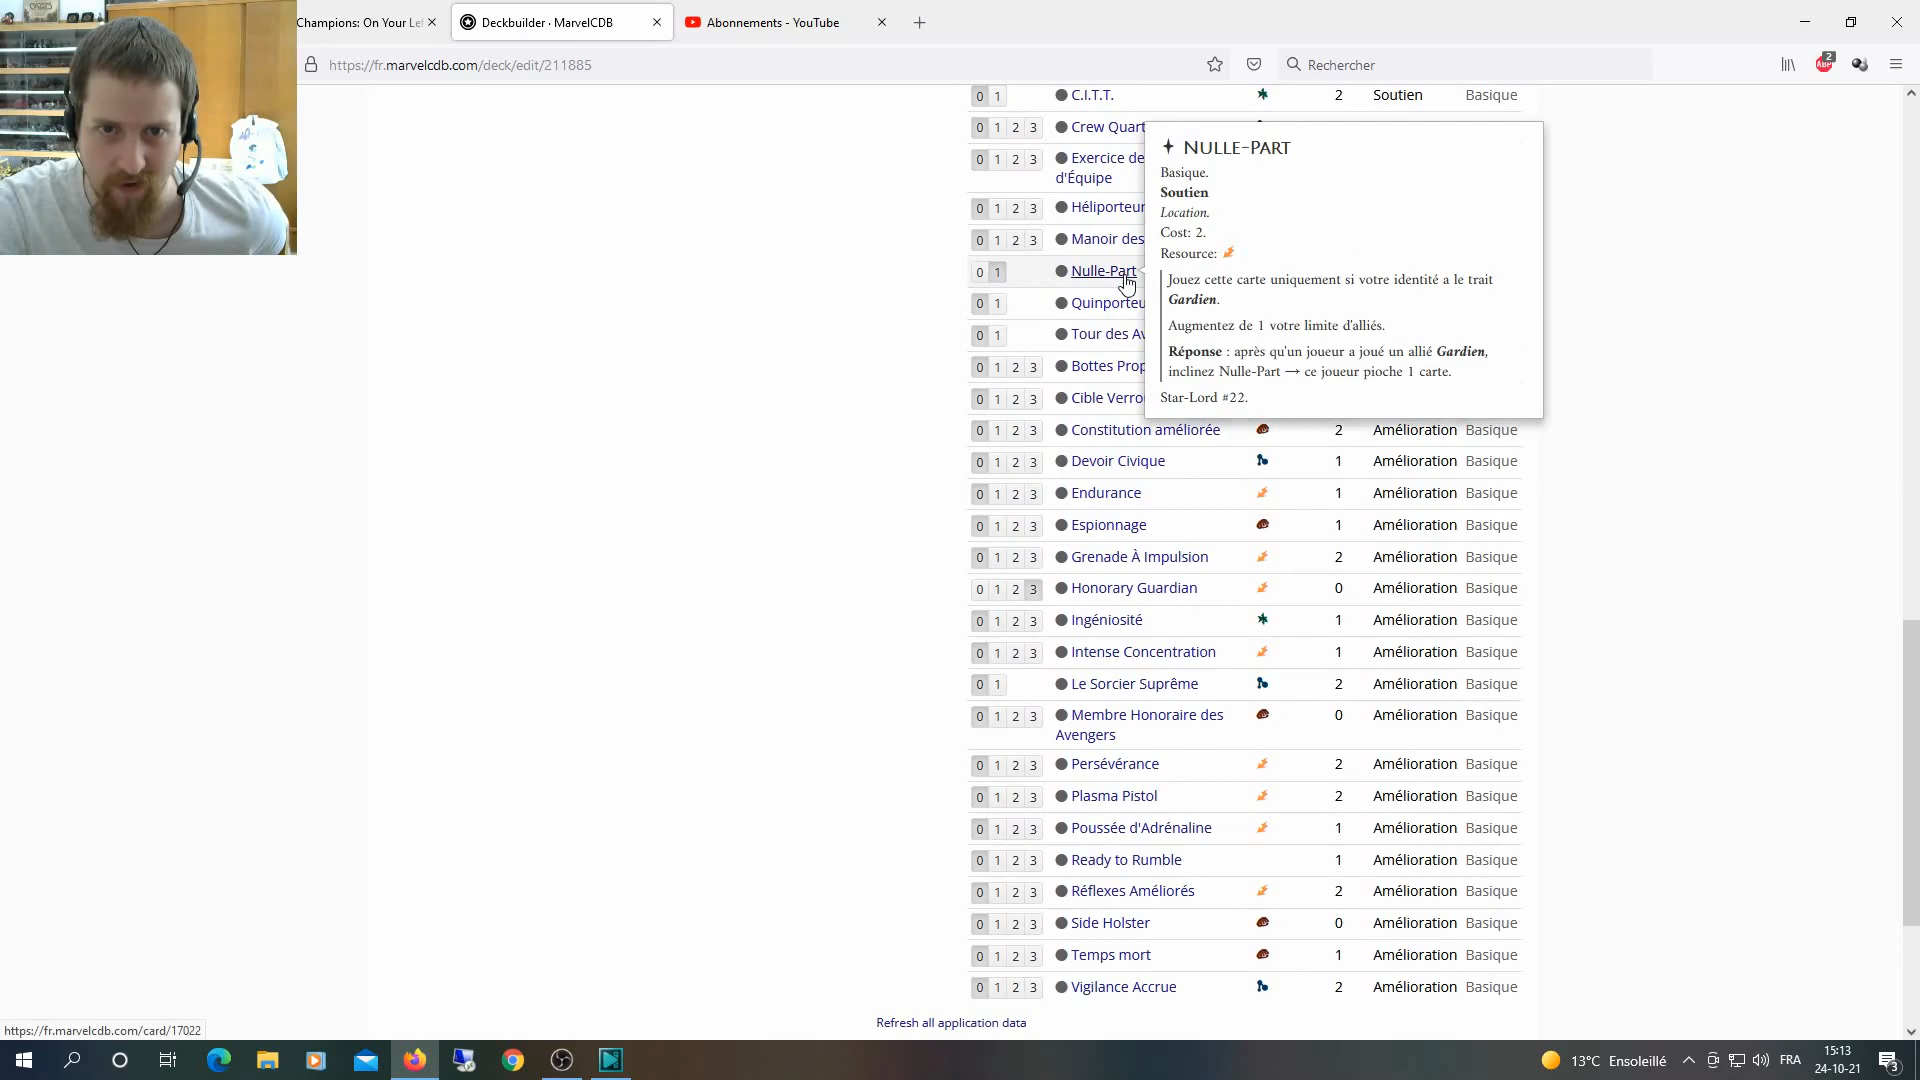 Champions: On Your Le
Deckbuilder · MarvelCDB
Abonnements - YouTube
https://fr.marvelcdb.com/deck/edit/211885
Rechercher
2
0 1 C.I.T.T. 2 Soutien Basique
0 1 2 3 Crew Quart
0 1 2 3 Exercice de
d'Équipe
0 1 2 3 Héliporteur
0 1 2 3 Manoir des
0 1 Nulle-Part
0 1 Quinporteu
0 1 Tour des Av
0 1 2 3 Bottes Prop
0 1 2 3 Cible Verro
NULLE-PART
Basique.
Soutien
Location.
Cost: 2.
Resource:
Jouez cette carte uniquement si votre identité a le trait
Gardien.
Augmentez de 1 votre limite d'alliés.
Réponse : après qu'un joueur a joué un allié Gardien,
inclinez Nulle-Part → ce joueur pioche 1 carte.
Star-Lord #22.
0 1 2 3 Constitution améliorée 2 Amélioration Basique
0 1 2 3 Devoir Civique 1 Amélioration Basique
0 1 2 3 Endurance 1 Amélioration Basique
0 1 2 3 Espionnage 1 Amélioration Basique
0 1 2 3 Grenade À Impulsion 2 Amélioration Basique
0 1 2 3 Honorary Guardian 0 Amélioration Basique
0 1 2 3 Ingéniosité 1 Amélioration Basique
0 1 2 3 Intense Concentration 1 Amélioration Basique
0 1 Le Sorcier Suprême 2 Amélioration Basique
0 1 2 3 Membre Honoraire des 0 Amélioration Basique
Avengers
0 1 2 3 Persévérance 2 Amélioration Basique
0 1 2 3 Plasma Pistol 2 Amélioration Basique
0 1 2 3 Poussée d'Adrénaline 1 Amélioration Basique
0 1 2 3 Ready to Rumble 1 Amélioration Basique
0 1 2 3 Réflexes Améliorés 2 Amélioration Basique
0 1 2 3 Side Holster 0 Amélioration Basique
0 1 2 3 Temps mort 1 Amélioration Basique
0 1 2 3 Vigilance Accrue 2 Amélioration Basique
Refresh all application data
https://fr.marvelcdb.com/card/17022
13°C Ensoleillé
FRA
15:13
24-10-21
3